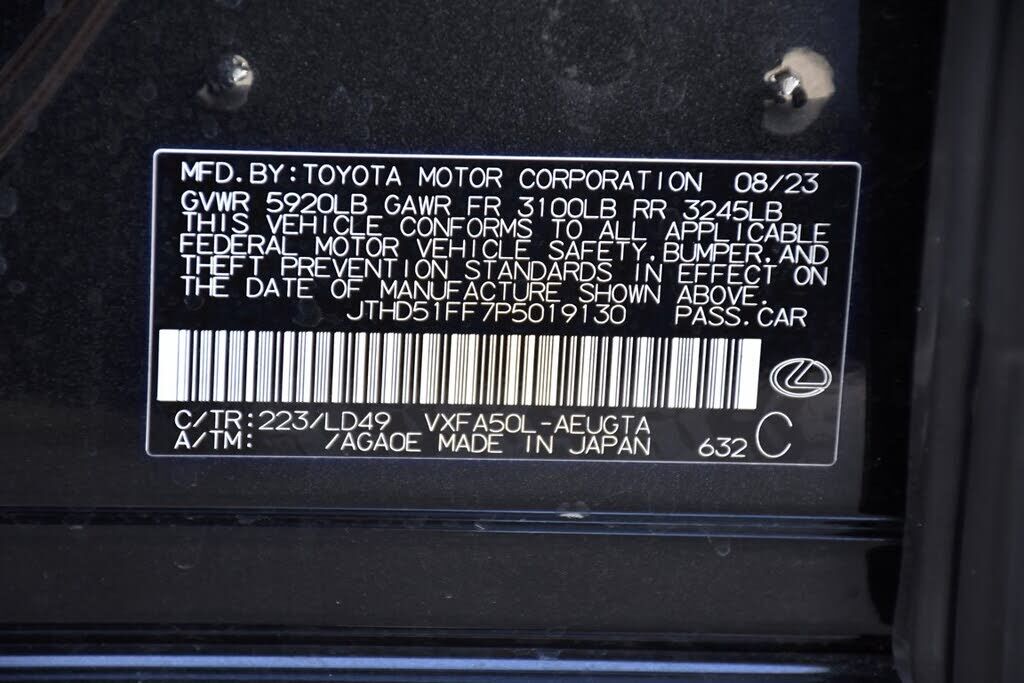 MFD.BY:TOYOTA MOTOR CORPORATION 08/23
GVWR 5920LB GAWR FR 3100LB RR 3245LB
THIS VEHICLE CONFORMS TO ALL APPLICABLE
FEDERAL MOTOR VEHICLE SAFETY,BUMPER,AND
THEFT PREVENTION STANDARDS IN EFFECT ON
THE DATE OF MANUFACTURE SHOWN ABOVE.
JTHD51FF7P5019130 PASS.CAR
C/TR:223/LD49 VXFA50L-AEUGTA
A/TM: /AGA0E MADE IN JAPAN 632 C